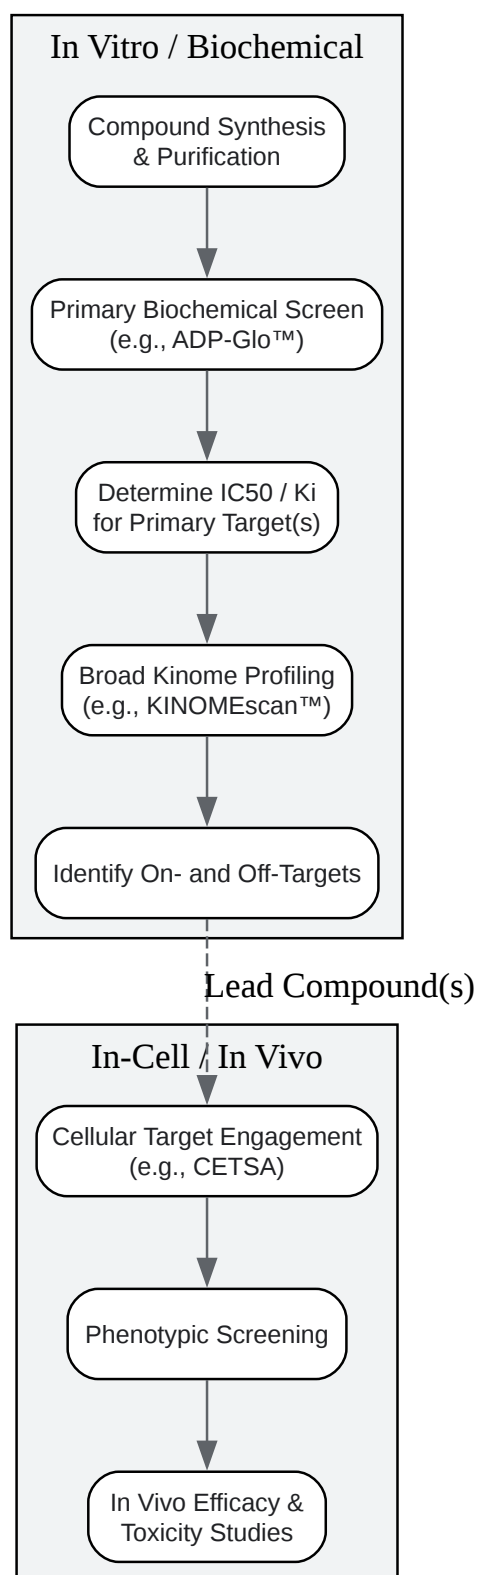 In Vitro / Biochemical
Compound Synthesis
& Purification
Primary Biochemical Screen
(e.g., ADP-Glo™)
Determine IC50 / Ki
for Primary Target(s)
Broad Kinome Profiling
(e.g., KINOMEscan™)
Identify On- and Off-Targets
Lead Compound(s)
In-Cell / In Vivo
Cellular Target Engagement
(e.g., CETSA)
Phenotypic Screening
In Vivo Efficacy &
Toxicity Studies